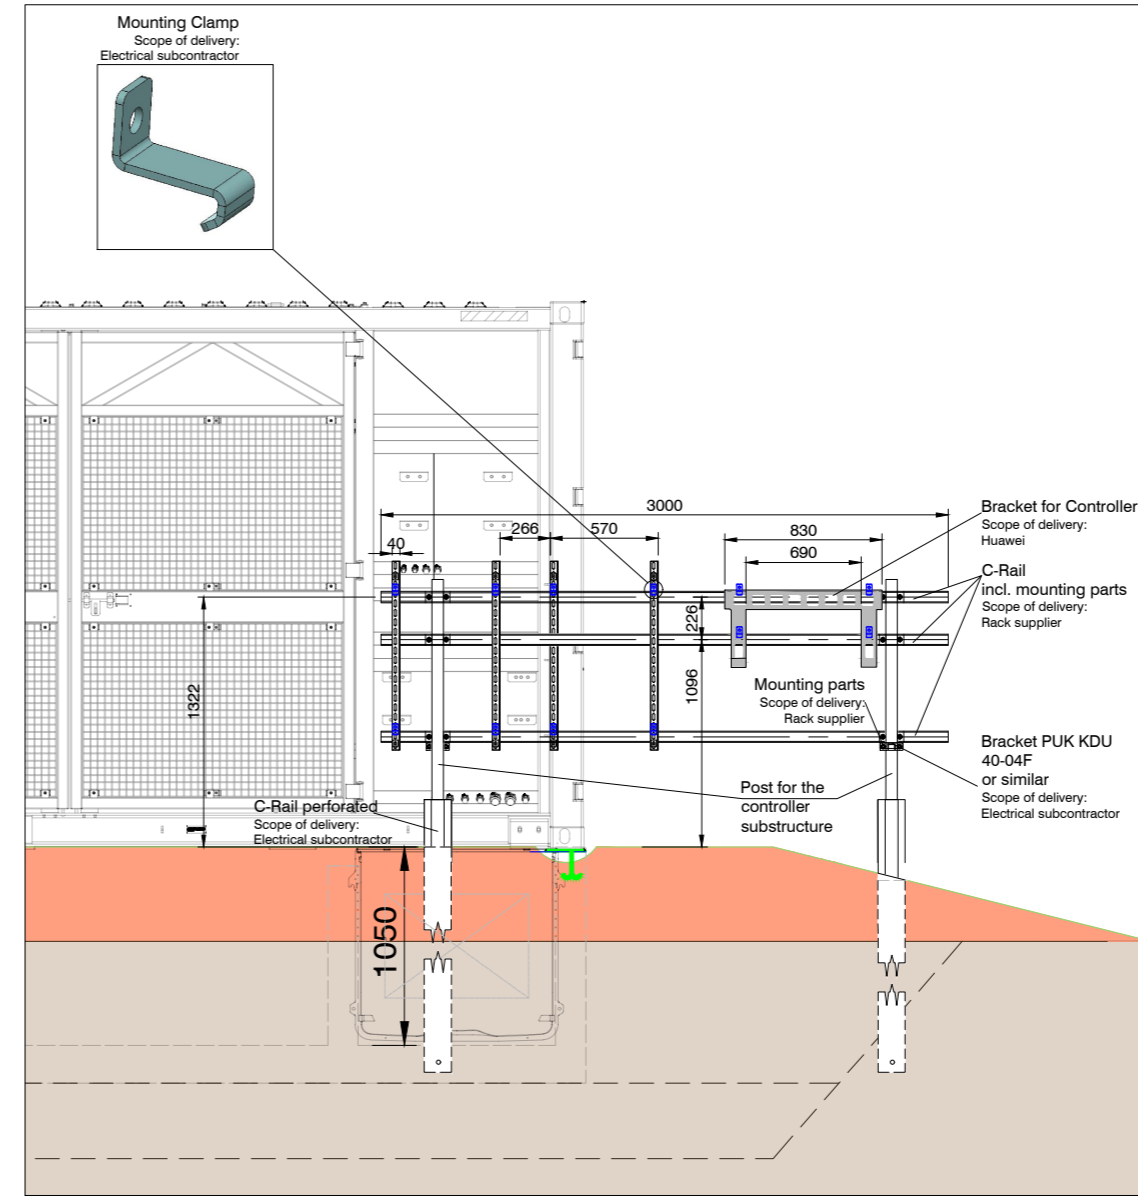 Mounting Clamp
Scope of delivery:
Electrical subcontractor
3000
266
570
830
40
690
Bracket for Controller
Scope of delivery:
Huawei
C-Rail
incl. mounting parts
Scope of delivery:
Rack supplier
226
1322
1096
Mounting parts
Scope of delivery:
Rack supplier
Bracket PUK KDU
40-04F
or similar
Scope of delivery:
Electrical subcontractor
Post for the
controller
substructure
C-Rail perforated
Scope of delivery:
Electrical subcontractor
1050